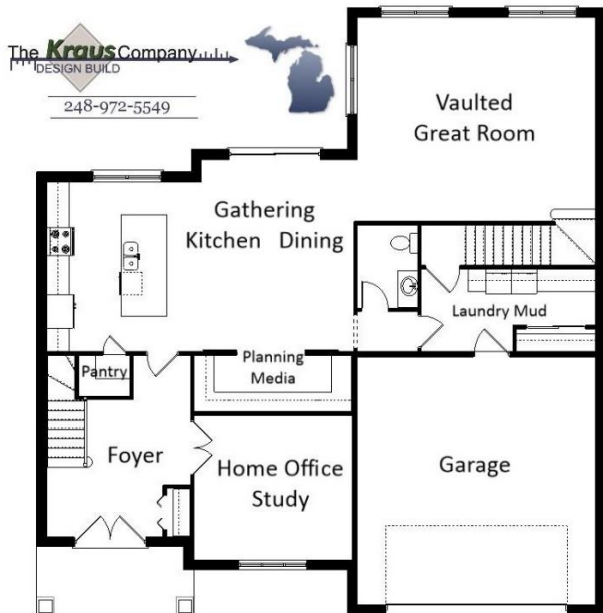 The Kraus Company
DESIGN BUILD
248-972-5549
Vaulted
Great Room
Gathering
Kitchen Dining
Laundry Mud
Planning
Media
Pantry
Foyer
Home Office
Study
Garage